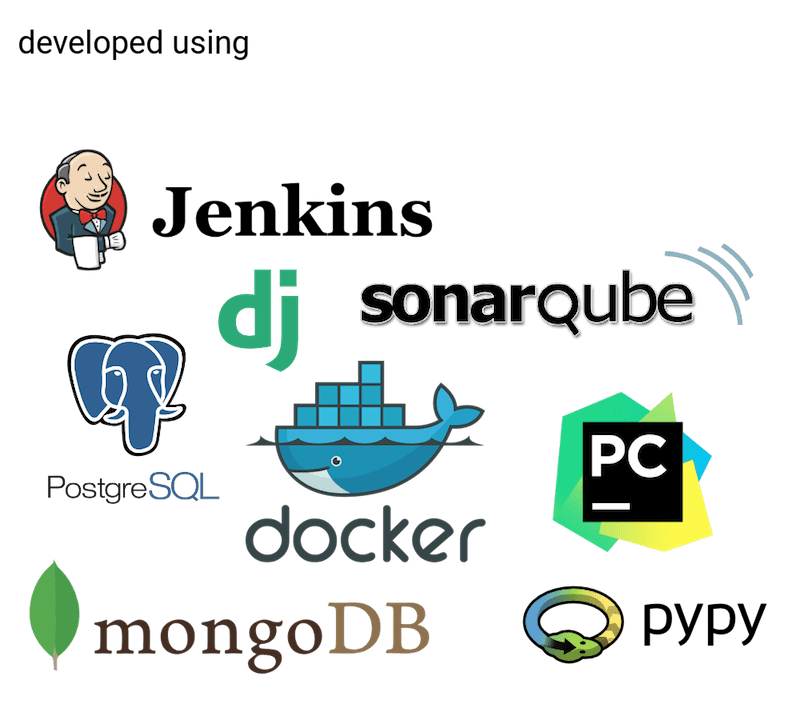 developed using
Jenkins
dj
sonarqube
PostgreSQL
PC
docker
mongoDB
pypy